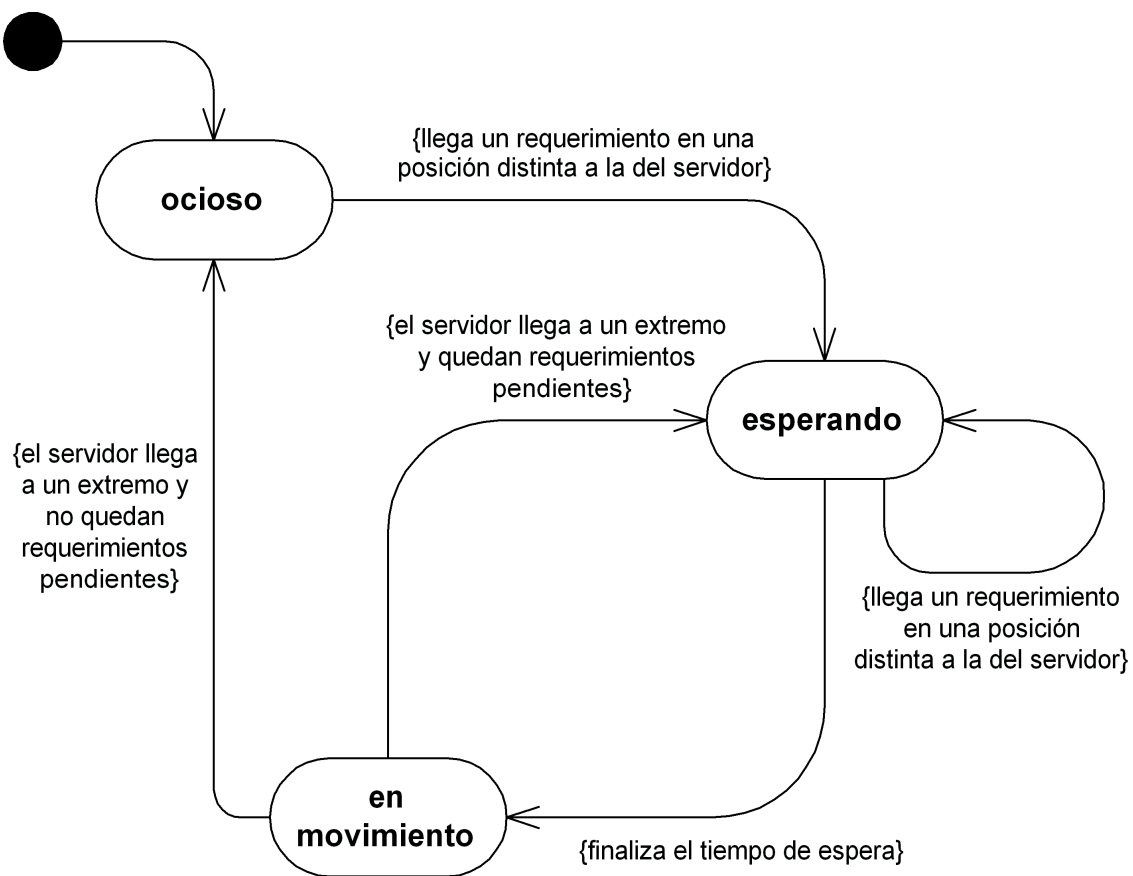 {llega un requerimiento en una
posición distinta a la del servidor}
ocioso
{el servidor llega a un extremo
y quedan requerimientos
pendientes}
esperando
{el servidor llega
a un extremo y
no quedan
requerimientos
pendientes}
{llega un requerimiento
en una posición
distinta a la del servidor}
en
movimiento
{finaliza el tiempo de espera}